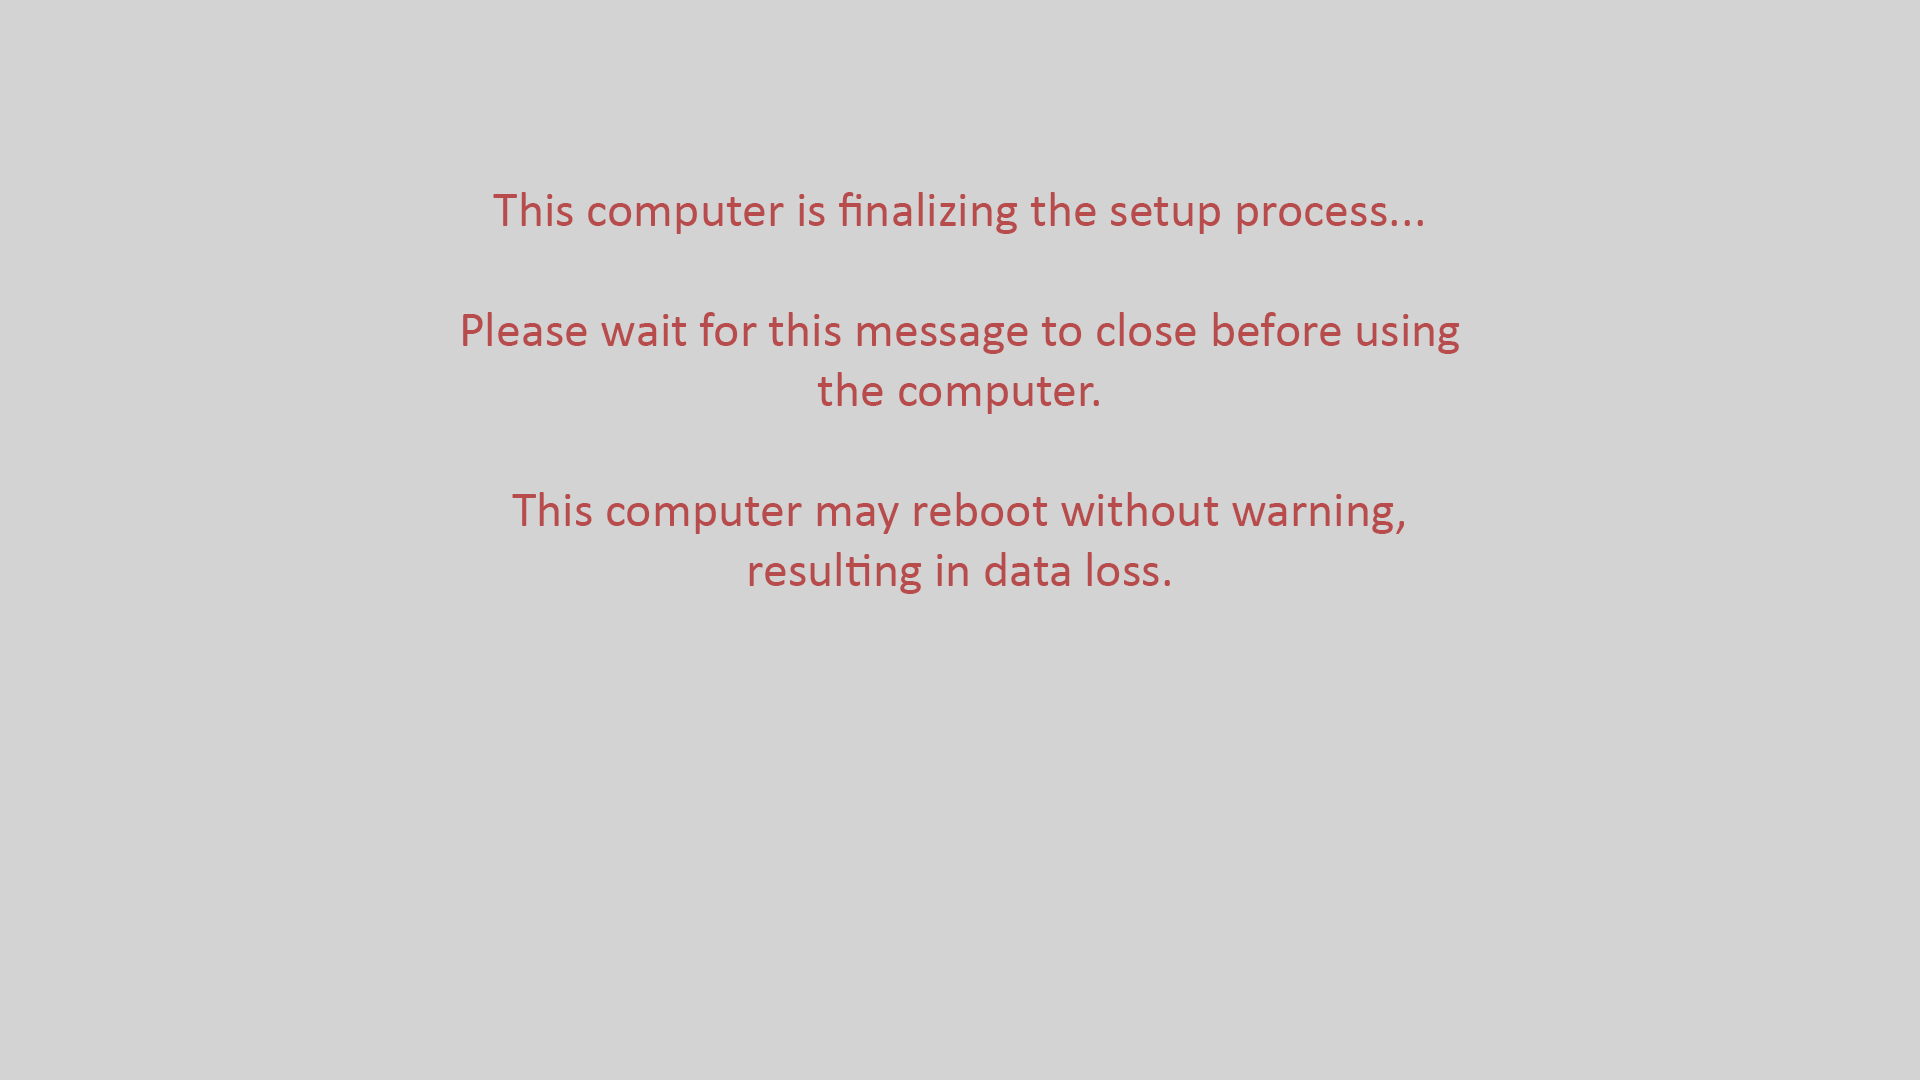 This computer is finalizing the setup process...
Please wait for this message to close before using
the computer.
This computer may reboot without warning,
resulting in data loss.